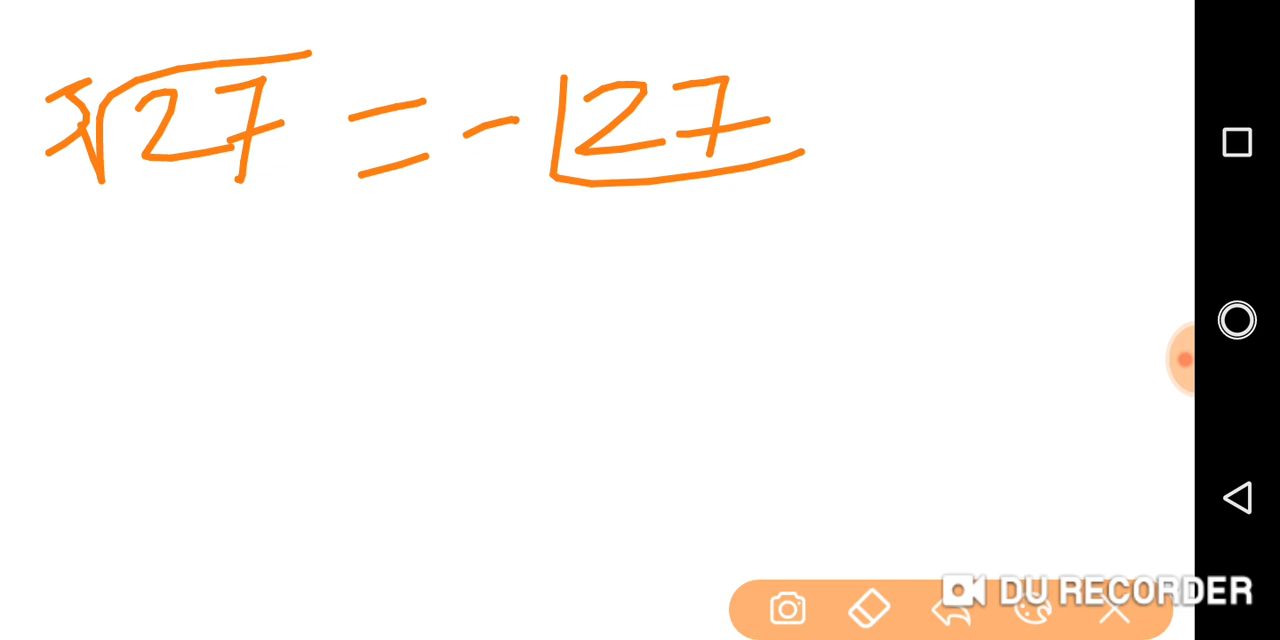 ∛27 = - |27
DU RECORDER